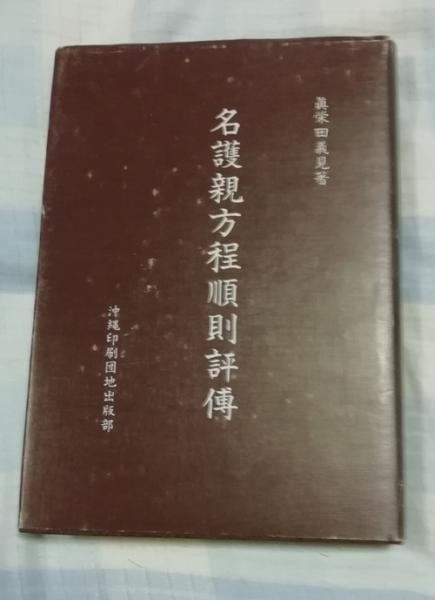 眞栄田義見著
名護親方程順則評傳
沖縄印刷団地出版部